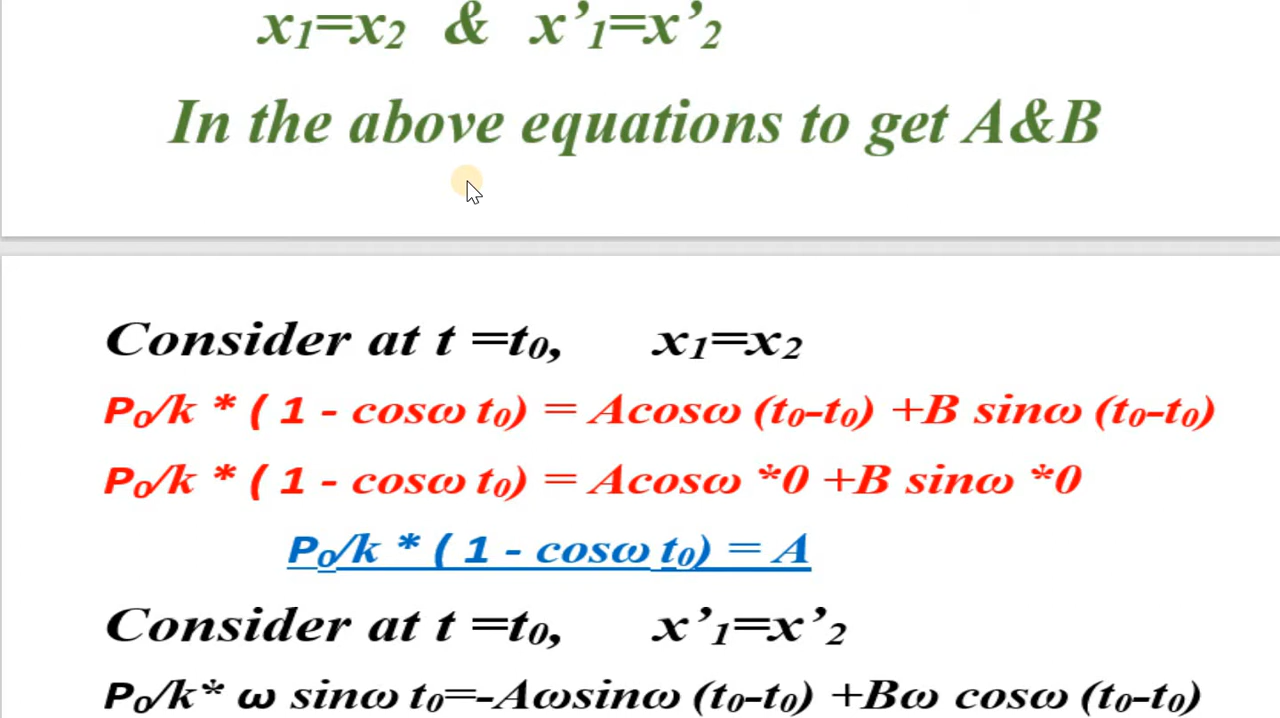 x₁=x₂ & x’₁=x’₂
In the above equations to get A&B
Consider at t =t₀, x₁=x₂
P₀/k * ( 1 - cosω t₀) = Acosω (t₀-t₀) +B sinω (t₀-t₀)
P₀/k * ( 1 - cosω t₀) = Acosω *0 +B sinω *0
P₀/k * ( 1 - cosω t₀) = A
Consider at t =t₀, x’₁=x’₂
P₀/k* ω sinω t₀=-Aωsinω (t₀-t₀) +Bω cosω (t₀-t₀)